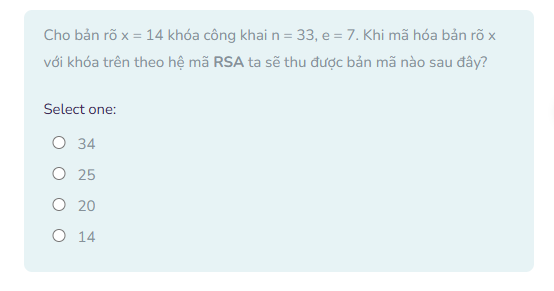 Cho bản rõ x = 14 khóa công khai n = 33, e = 7. Khi mã hóa bản rõ x
với khóa trên theo hệ mã RSA ta sẽ thu được bản mã nào sau đây?
Select one:
34
25
20
14